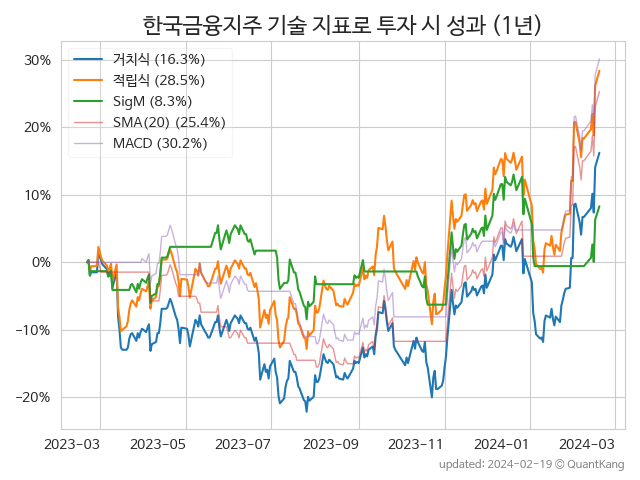 한국금융지주 기술 지표로 투자 시 성과 (1년)
거치식 (16.3%)
적립식 (28.5%)
SigM (8.3%)
SMA(20) (25.4%)
MACD (30.2%)
30%
20%
10%
0%
−10%
−20%
2023-03
2023-05
2023-07
2023-09
2023-11
2024-01
2024-03
updated: 2024-02-19 © QuantKang